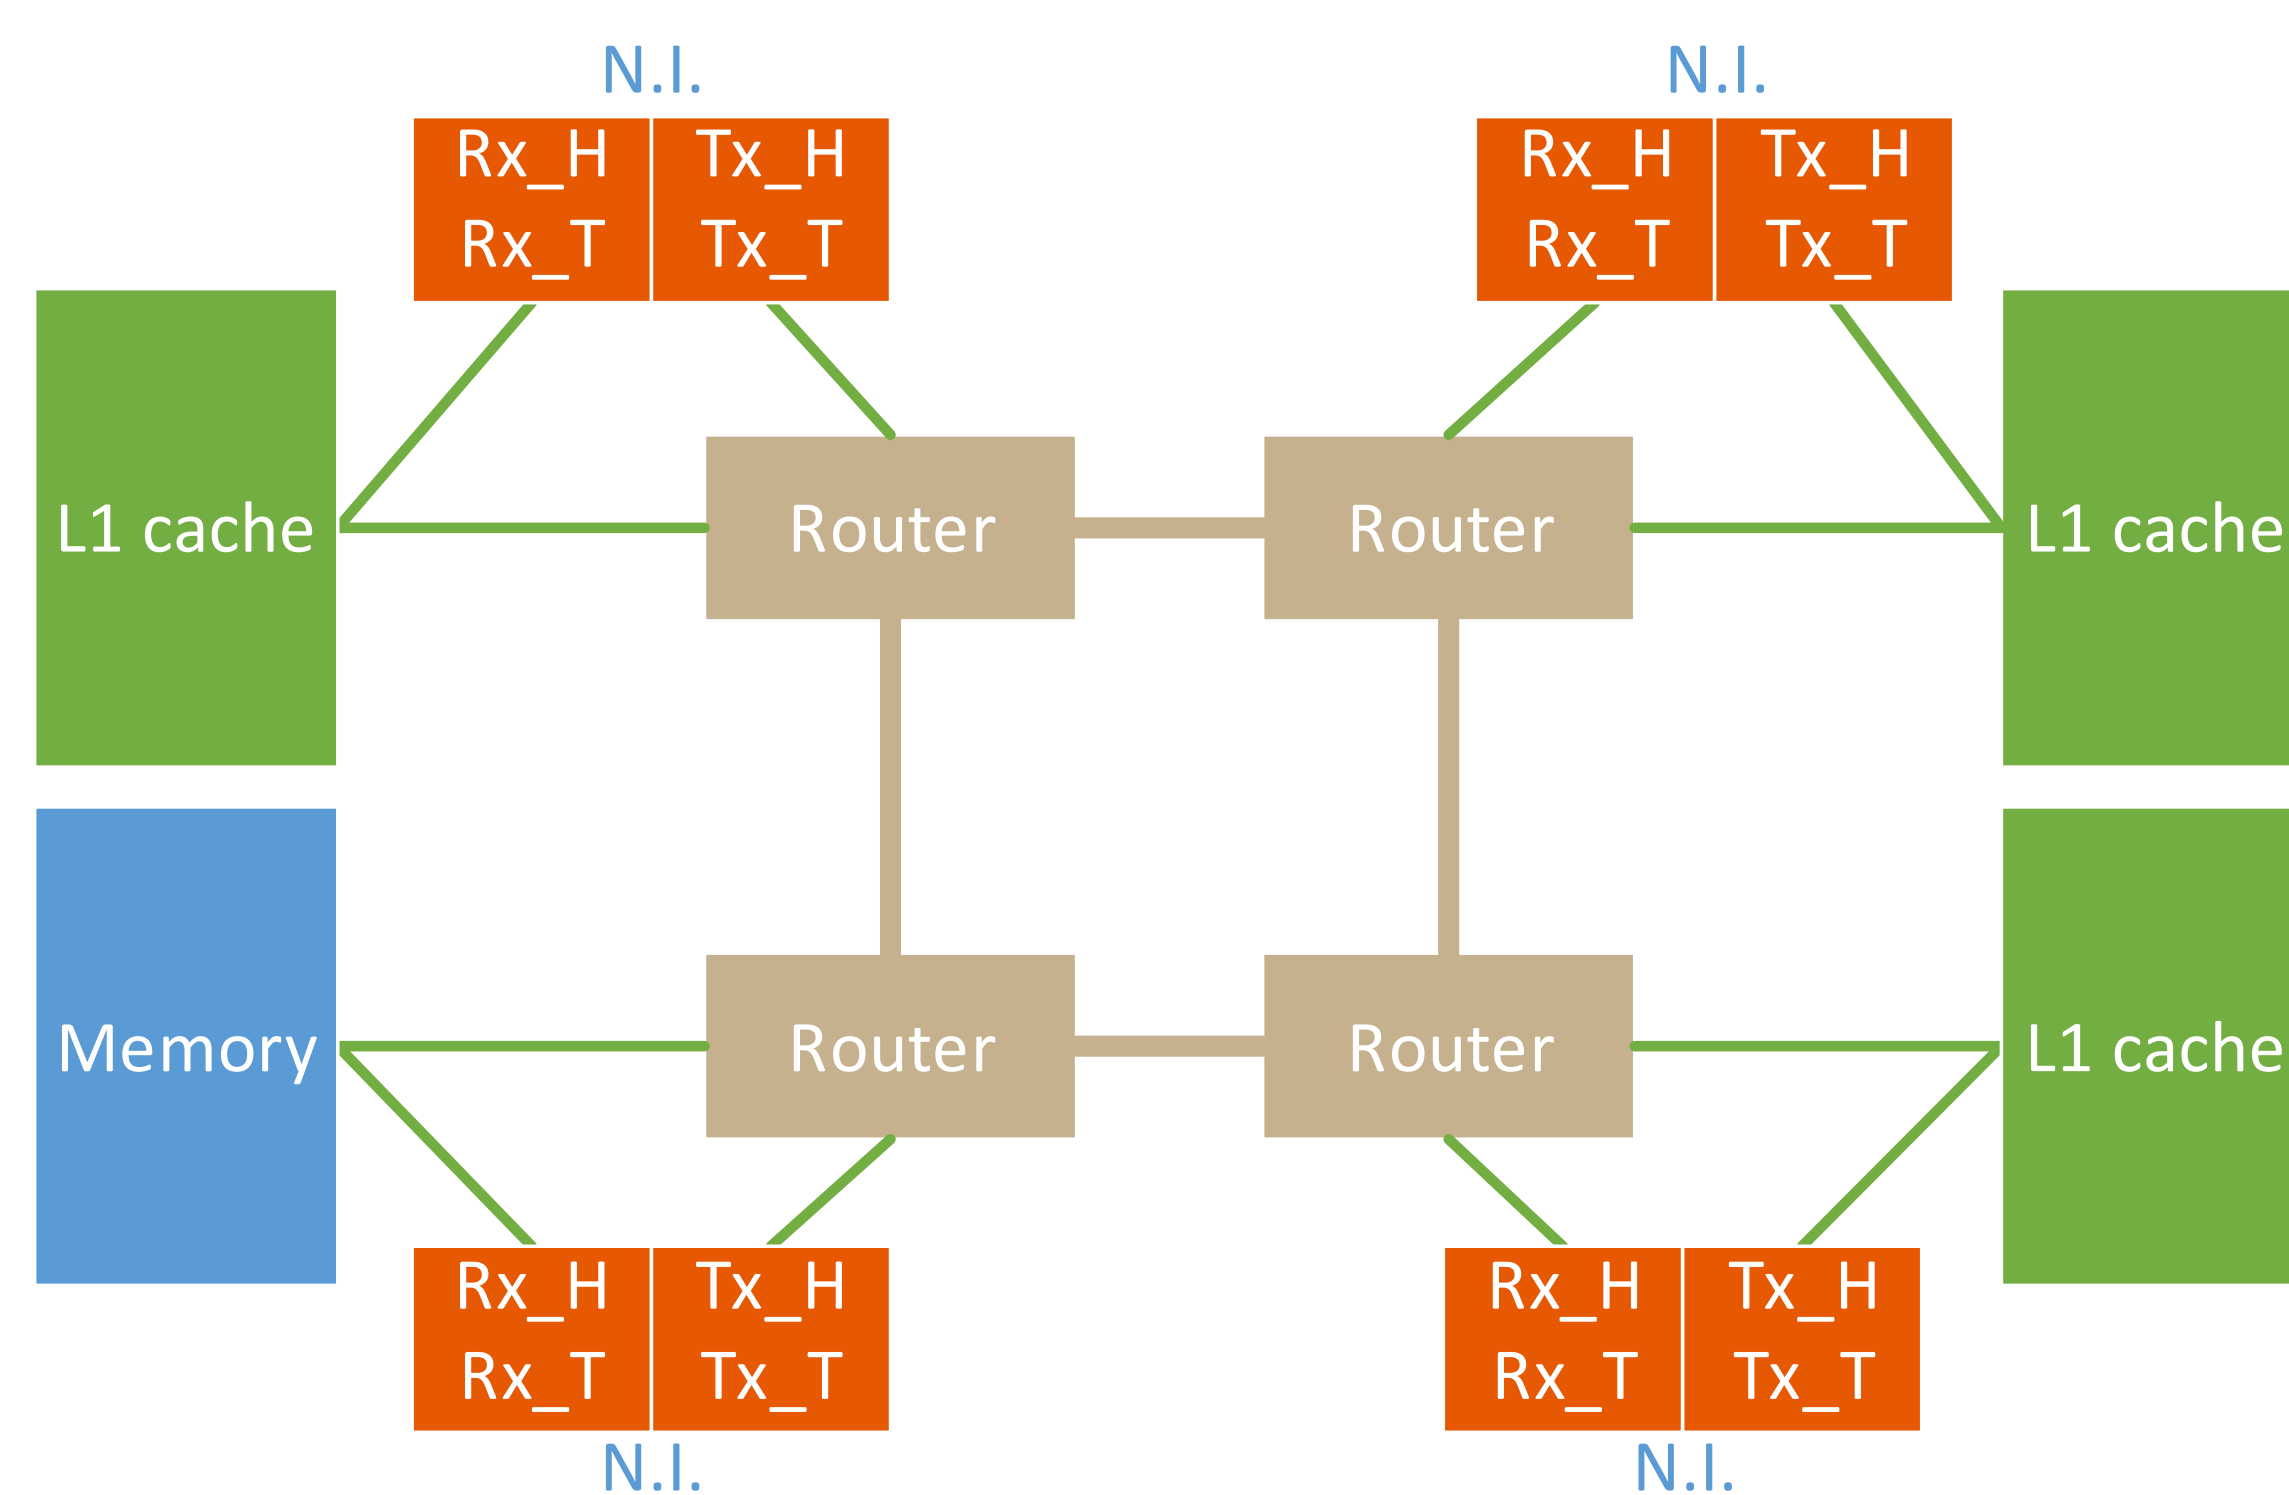 N.I.
N.I.
Rx_H Tx_H
Rx_T Tx_T
Rx_H Tx_H
Rx_T Tx_T
L1 cache
Router
Router
L1 cache
Memory
Router
Router
L1 cache
Rx_H Tx_H
Rx_T Tx_T
Rx_H Tx_H
Rx_T Tx_T
N.I.
N.I.